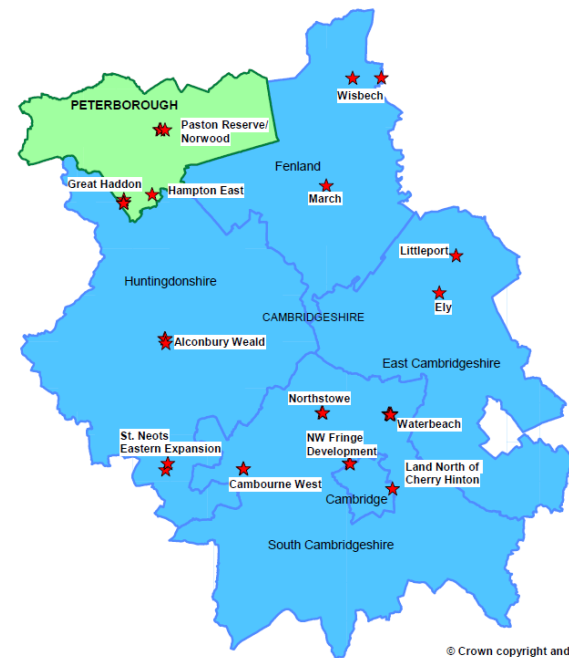 Wisbech
PETERBOROUGH
Paston Reserve/
Norwood
Fenland
Great Haddon
Hampton East
March
Littleport
Huntingdonshire
Ely
CAMBRIDGESHIRE
Alconbury Weald
East Cambridgeshire
Northstowe
Waterbeach
St. Neots
Eastern Expansion
NW Fringe
Development
Land North of
Cherry Hinton
Cambourne West
Cambridge
South Cambridgeshire
© Crown copyright and